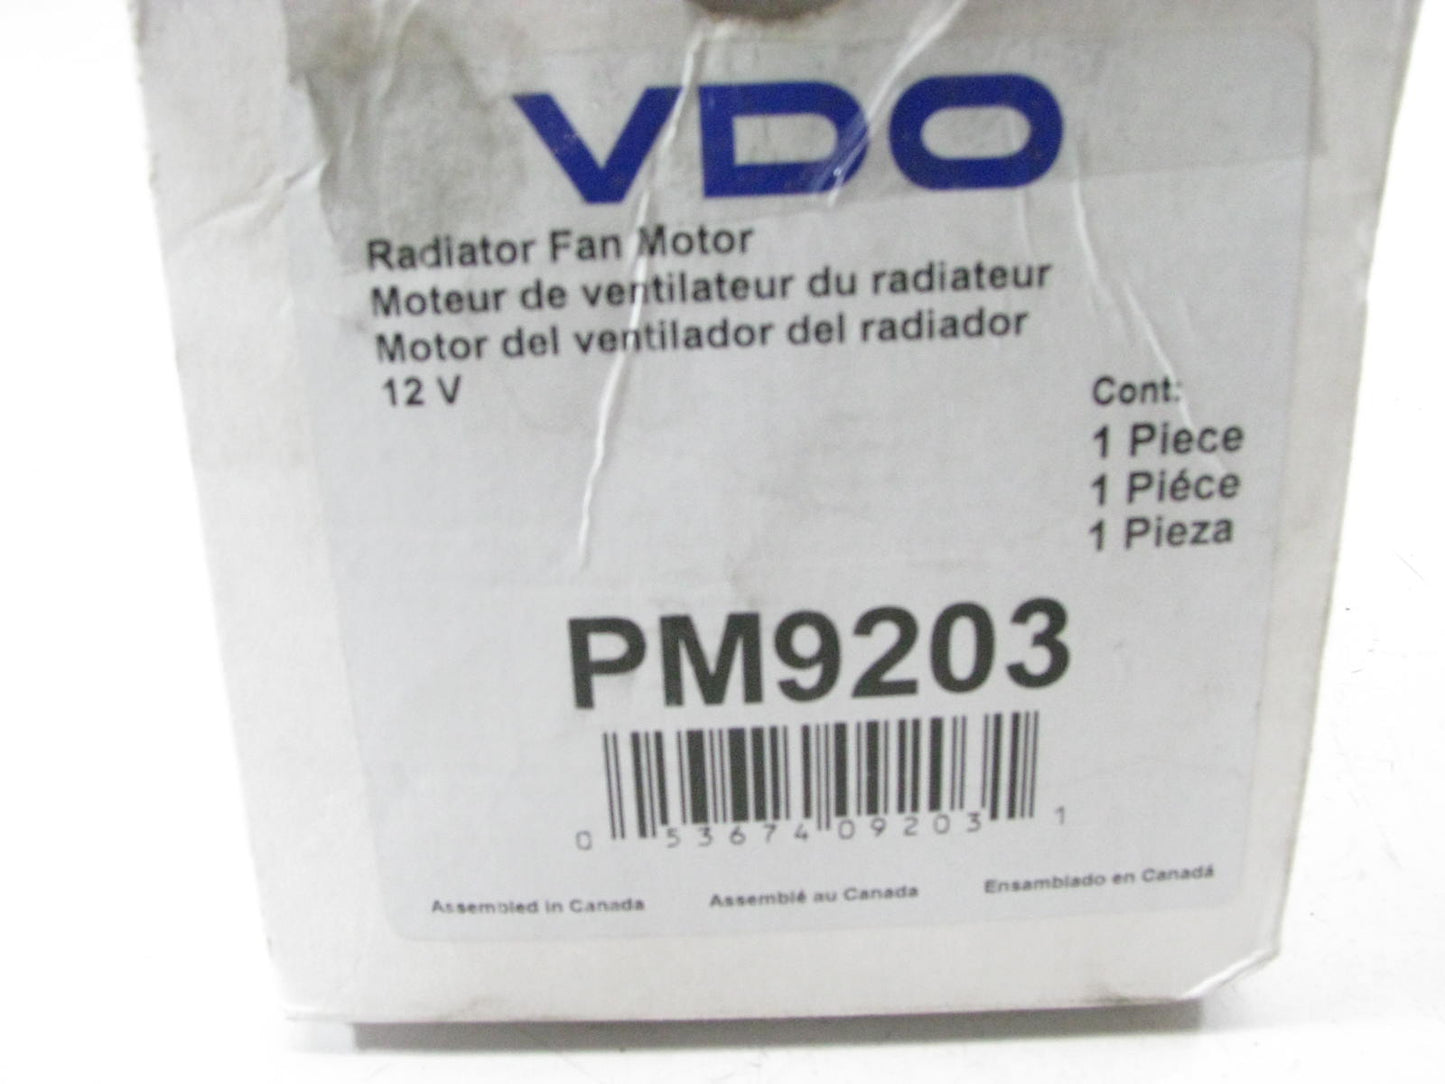 VDO
Radiator Fan Motor
Moteur de ventilateur du radiateur
Motor del ventilador del radiador
12 V
Cont:
1 Piece
1 Piéce
1 Pieza
PM9203
0 53674 09203 1
Assembled in Canada Assemblé au Canada Ensamblado en Canadá